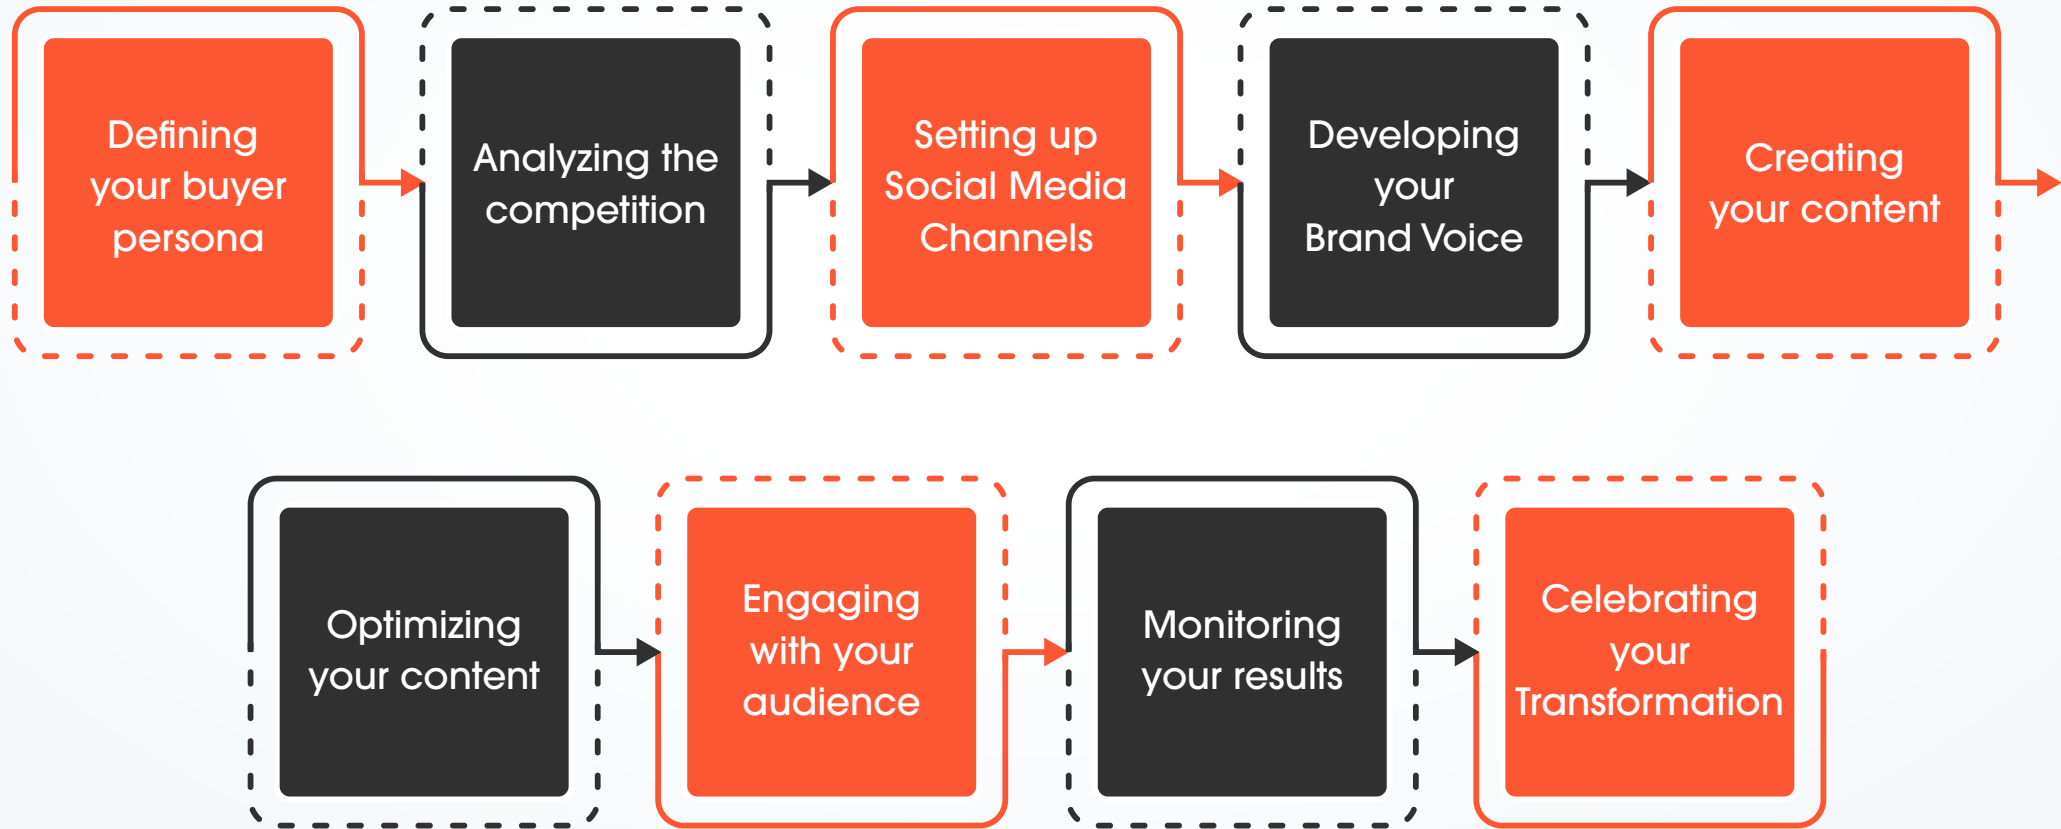 Defining
your buyer
persona
Analyzing the
competition
Setting up
Social Media
Channels
Developing
your
Brand Voice
Creating
your content
Optimizing
your content
Engaging
with your
audience
Monitoring
your results
Celebrating
your
Transformation